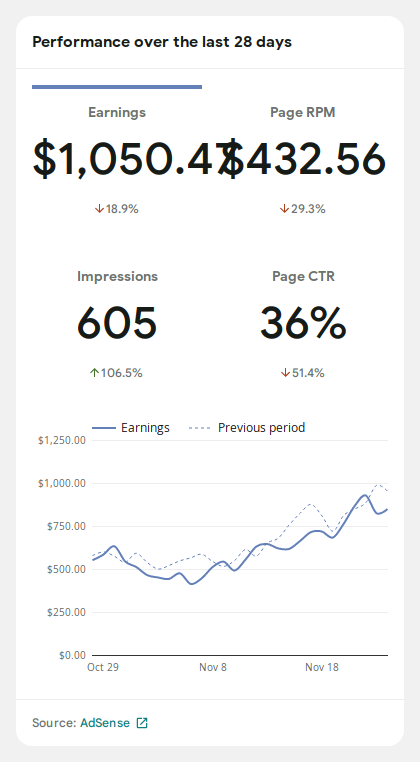 Performance over the last 28 days
Earnings
Page RPM
$1,050.47
$432.56
↓18.9%
↓29.3%
Impressions
Page CTR
605
36%
↑106.5%
↓51.4%
Earnings
Previous period
$1,250.00
$1,000.00
$750.00
$500.00
$250.00
$0.00
Oct 29
Nov 8
Nov 18
Source: AdSense